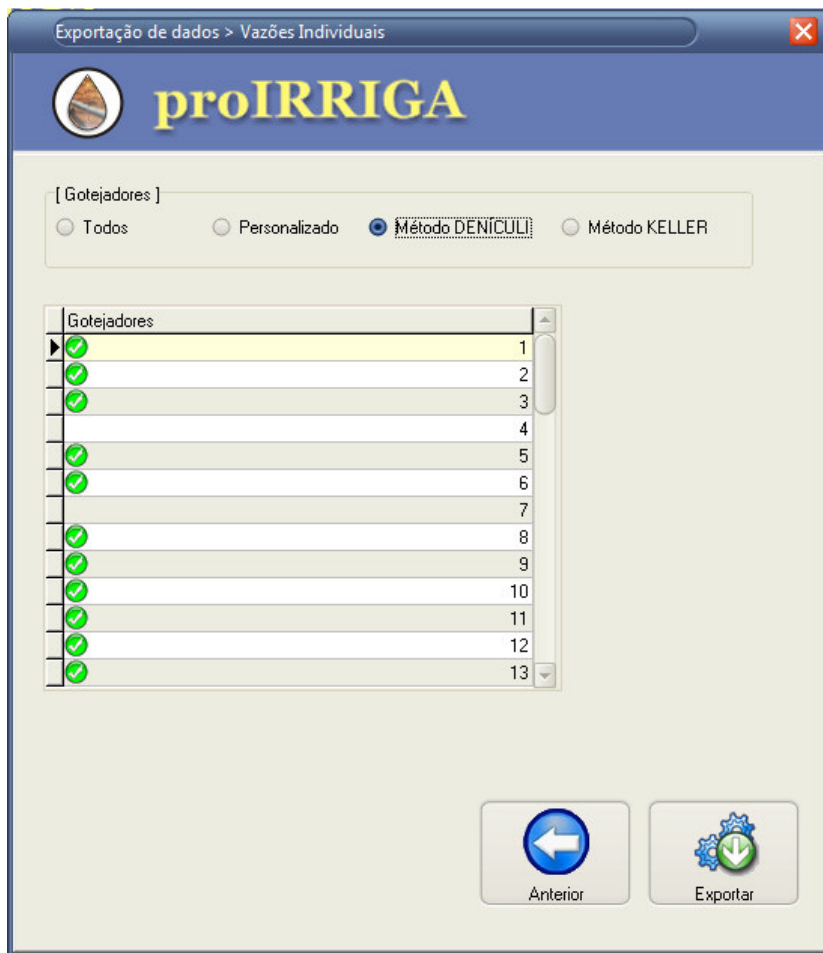 Exportação de dados > Vazões Individuais
proIRRIGA
[ Gotejadores ]
Todos Personalizado Método DENÍCULI Método KELLER
Gotejadores
1
2
3
4
5
6
7
8
9
10
11
12
13
Anterior Exportar